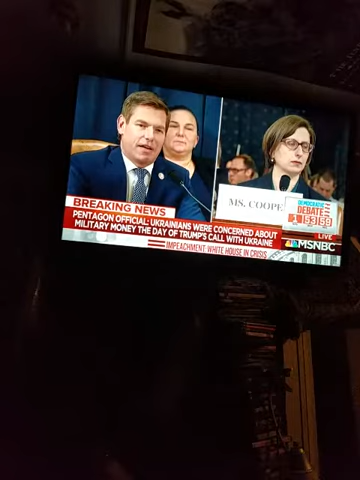 MS. COOPE
DEMOCRATIC
DEBATE
BREAKING NEWS
LIVE
PENTAGON OFFICIAL: UKRAINIANS WERE CONCERNED ABOUT
MILITARY MONEY THE DAY OF TRUMP'S CALL WITH UKRAINE
MSNBC
IMPEACHMENT: WHITE HOUSE IN CRISIS